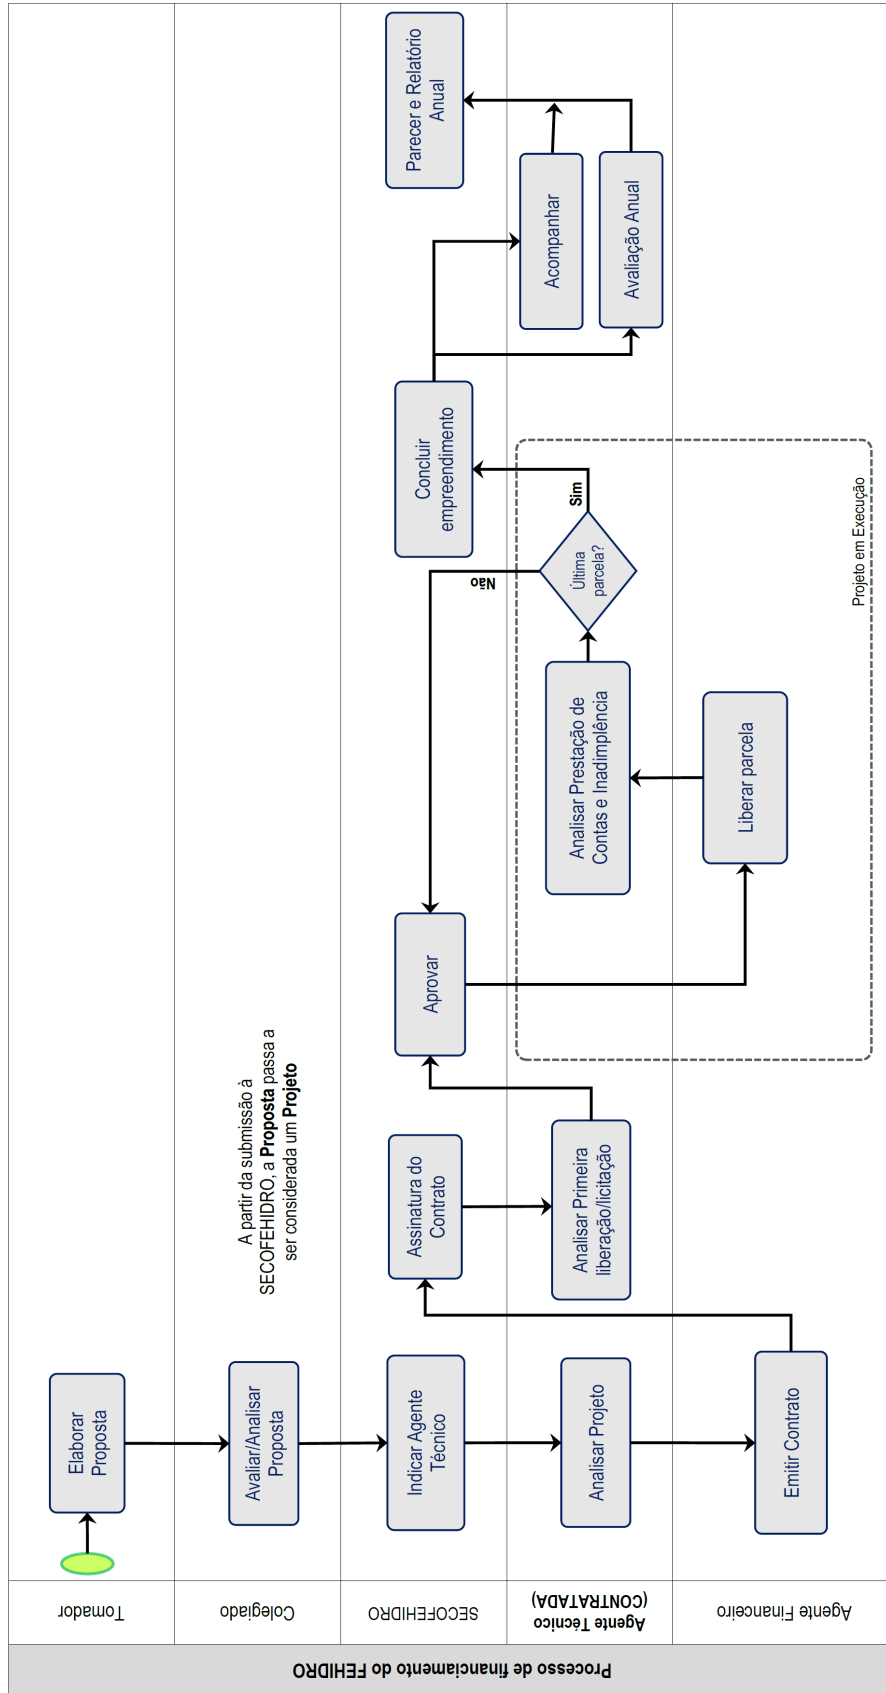 Processo de financiamento do FEHIDRO
Tomador
Elaborar
Proposta
Colegiado
Avaliar/Analisar
Proposta
A partir da submissão à
SECOFEHIDRO, a Proposta passa a
ser considerada um Projeto
SECOFEHIDRO
Indicar Agente
Técnico
Assinatura do
Contrato
Aprovar
Não
Concluir
empreendimento
Parecer e Relatório
Anual
Agente Técnico
(CONTRATADA)
Analisar Projeto
Analisar Primeira
liberação/licitação
Analisar Prestação de
Contas e Inadimplência
Última
parcela?
Sim
Acompanhar
Avaliação Anual
Agente Financeiro
Emitir Contrato
Liberar parcela
Projeto em Execução